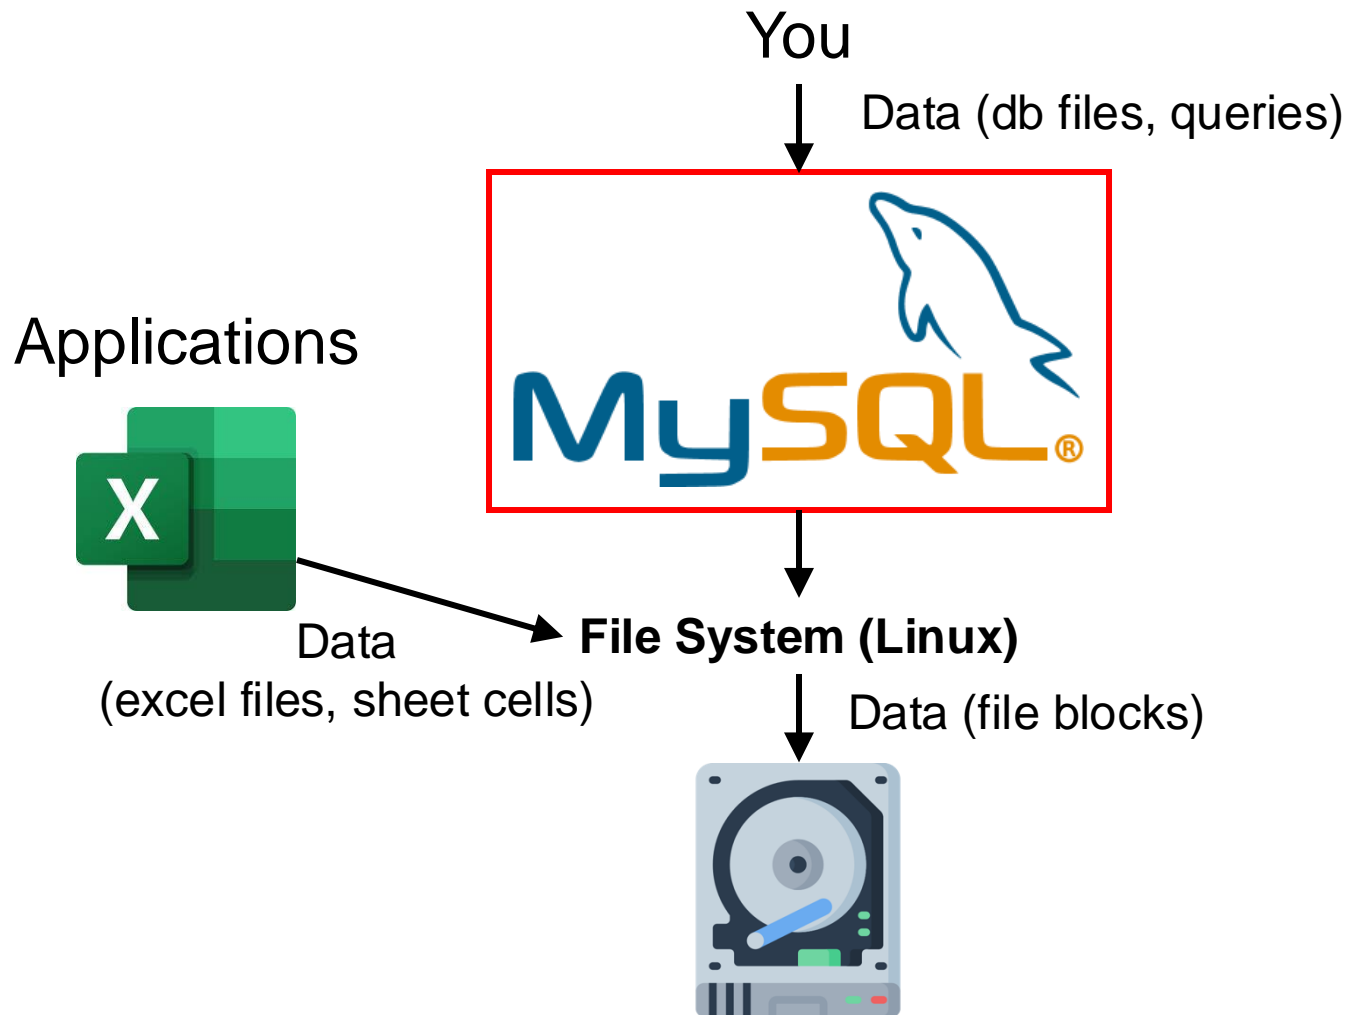 You
Data (db files, queries)
MySQL®
Applications
X
File System (Linux)
Data
(excel files, sheet cells)
Data (file blocks)